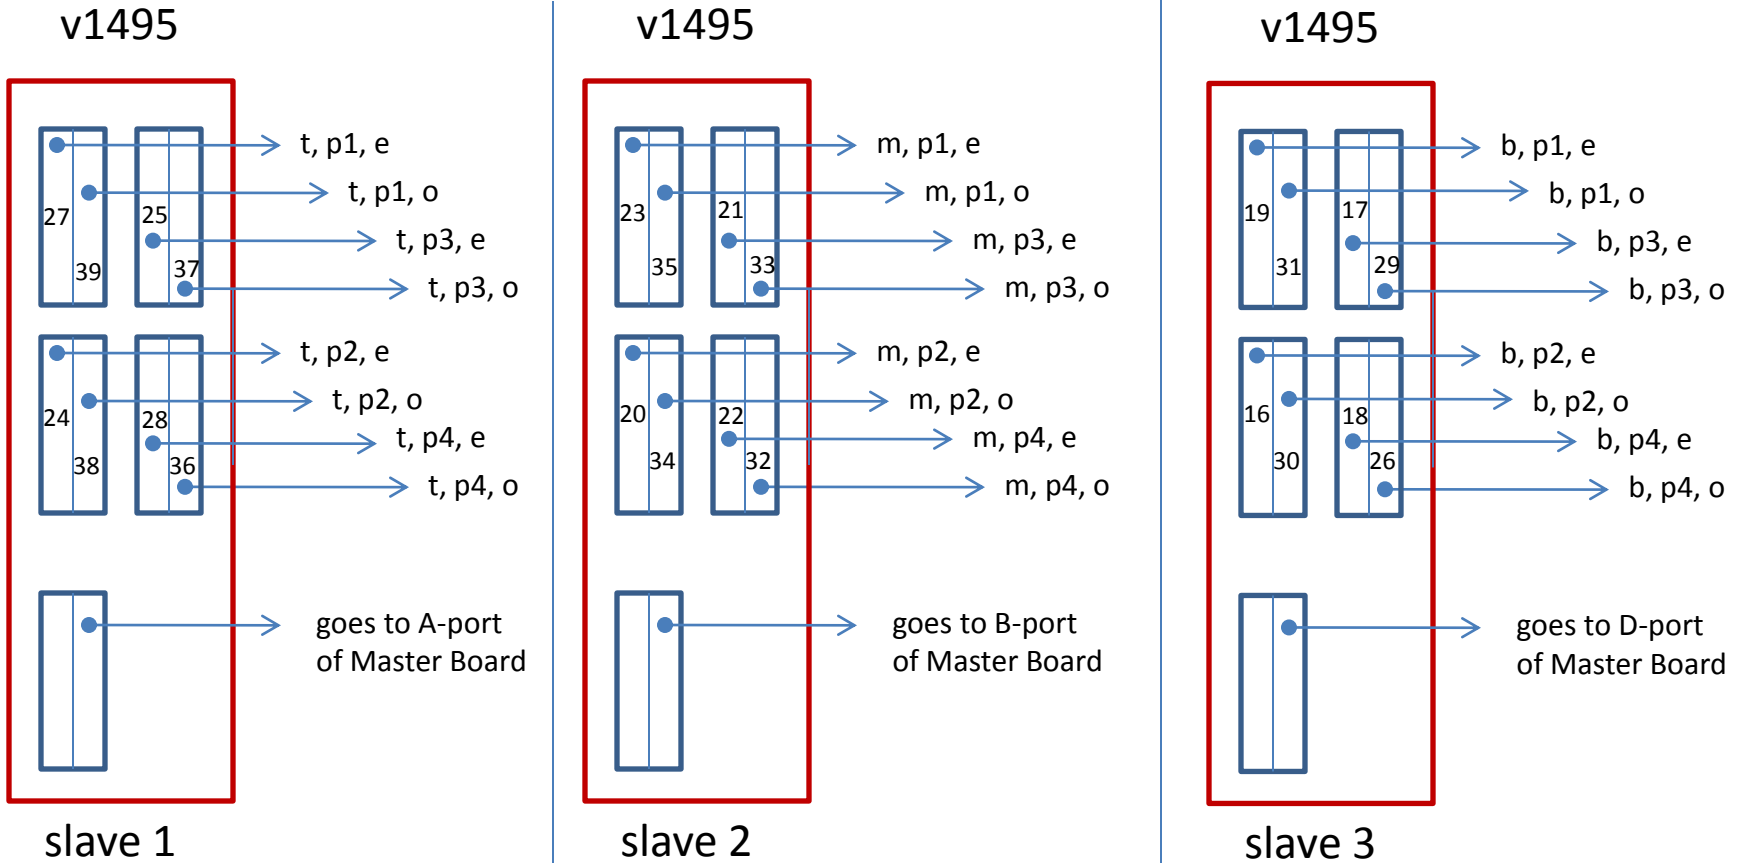 v1495
t, p1, e
t, p1, o
27
25
t, p3, e
39
37
t, p3, o
t, p2, e
t, p2, o
24
28
t, p4, e
38
36
t, p4, o
goes to A-port
of Master Board
slave 1
v1495
m, p1, e
m, p1, o
23
21
m, p3, e
35
33
m, p3, o
m, p2, e
m, p2, o
20
22
m, p4, e
34
32
m, p4, o
goes to B-port
of Master Board
slave 2
v1495
b, p1, e
b, p1, o
19
17
b, p3, e
31
29
b, p3, o
b, p2, e
b, p2, o
16
18
b, p4, e
30
26
b, p4, o
goes to D-port
of Master Board
slave 3